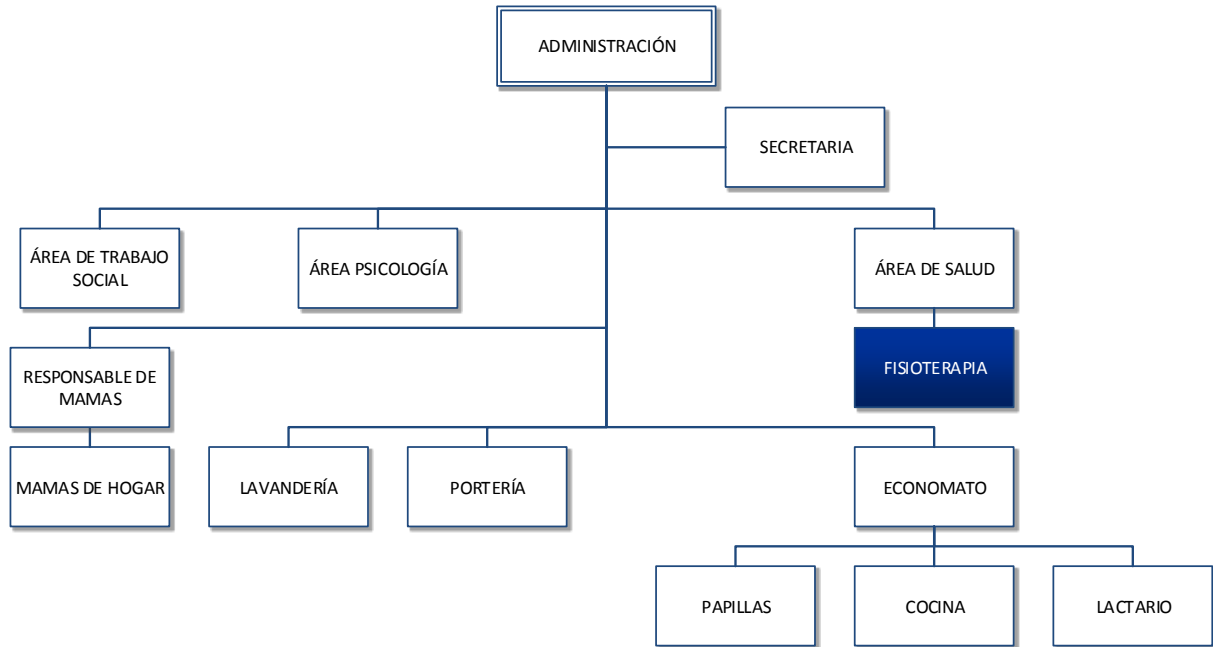 ADMINISTRACIÓN
SECRETARIA
ÁREA DE TRABAJO
SOCIAL
ÁREA PSICOLOGÍA
ÁREA DE SALUD
RESPONSABLE DE
MAMAS
FISIOTERAPIA
MAMAS DE HOGAR
LAVANDERÍA
PORTERÍA
ECONOMATO
PAPILLAS
COCINA
LACTARIO